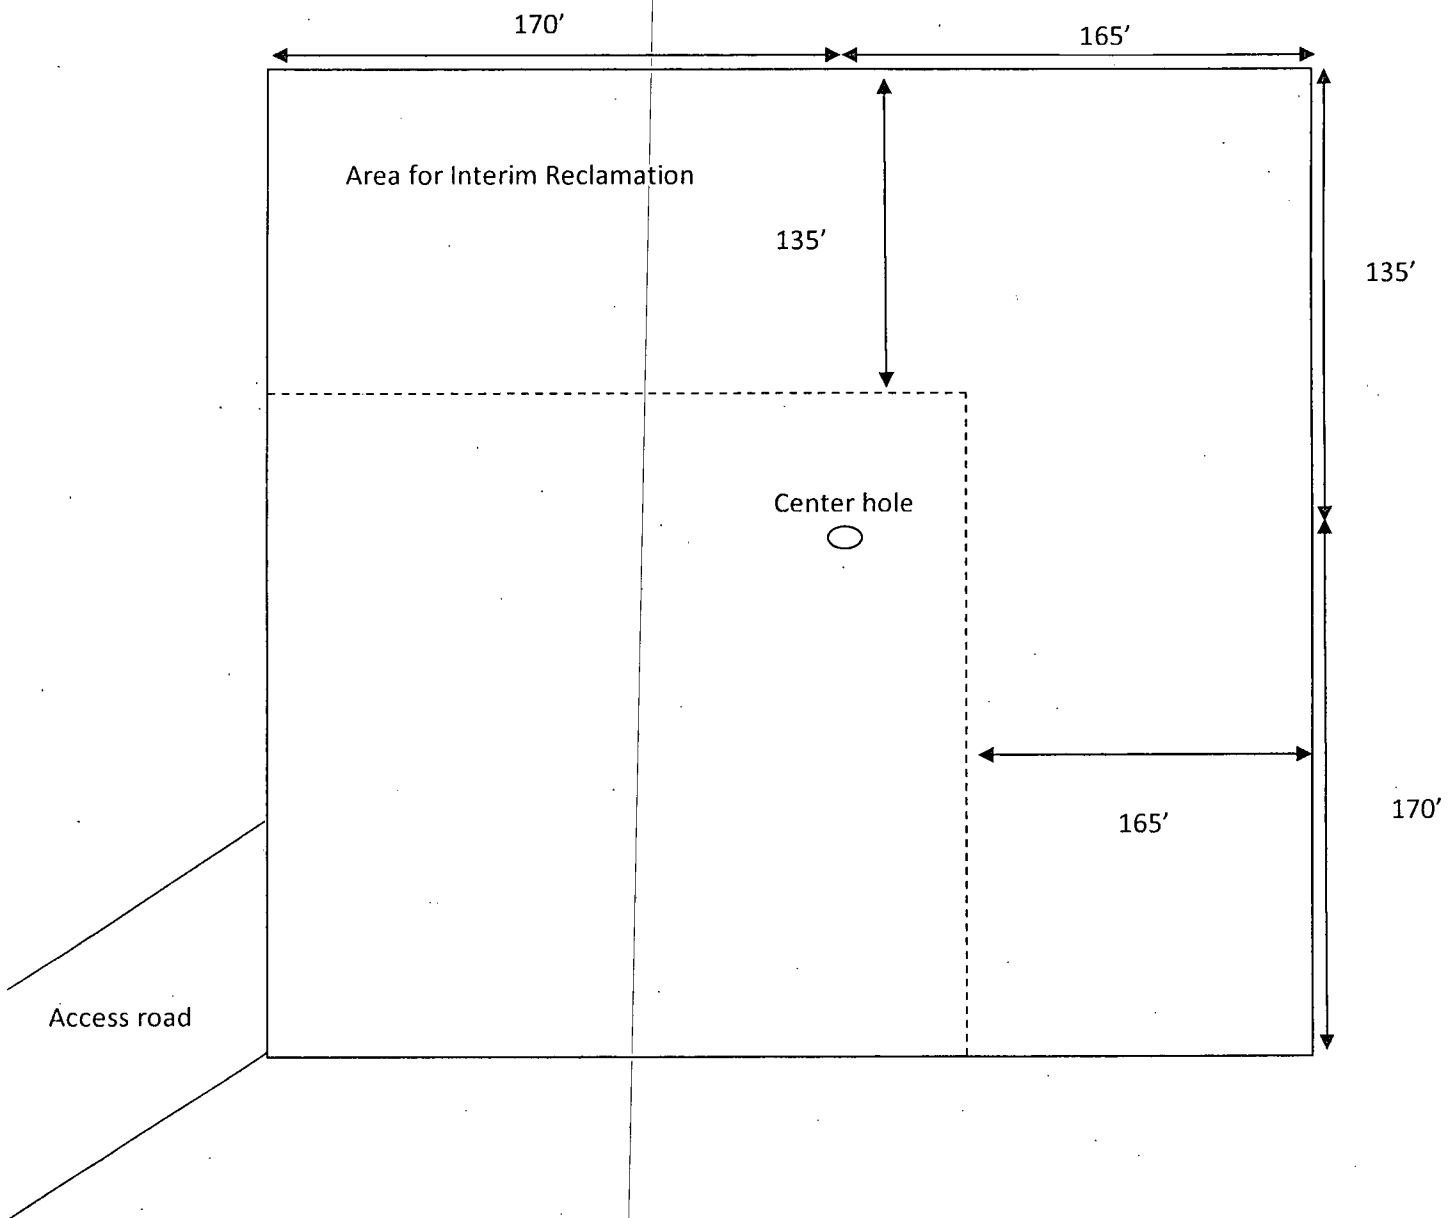 170’
165’
Area for Interim Reclamation
135’
135’
Center hole
165’
170’
Access road